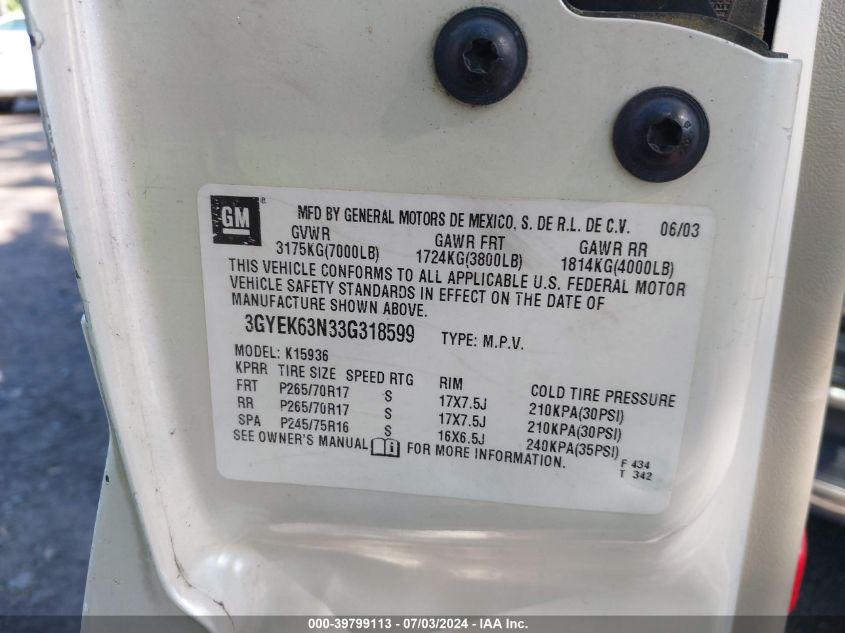 GM ® MFD BY GENERAL MOTORS DE MEXICO, S. DE R.L. DE C.V. 06/03
GVWR GAWR FRT GAWR RR
3175KG(7000LB) 1724KG(3800LB) 1814KG(4000LB)
THIS VEHICLE CONFORMS TO ALL APPLICABLE U.S. FEDERAL MOTOR
VEHICLE SAFETY STANDARDS IN EFFECT ON THE DATE OF
MANUFACTURE SHOWN ABOVE.
3GYEK63N33G318599 TYPE: M.P.V.
MODEL: K15936
KPRR TIRE SIZE SPEED RTG RIM COLD TIRE PRESSURE
FRT P265/70R17 S 17X7.5J 210KPA(30PSI)
RR P265/70R17 S 17X7.5J 210KPA(30PSI)
SPA P245/75R16 S 16X6.5J 240KPA(35PSI)
SEE OWNER'S MANUAL FOR MORE INFORMATION.
F 434
T 342
000-39799113 - 07/03/2024 - IAAI Inc.